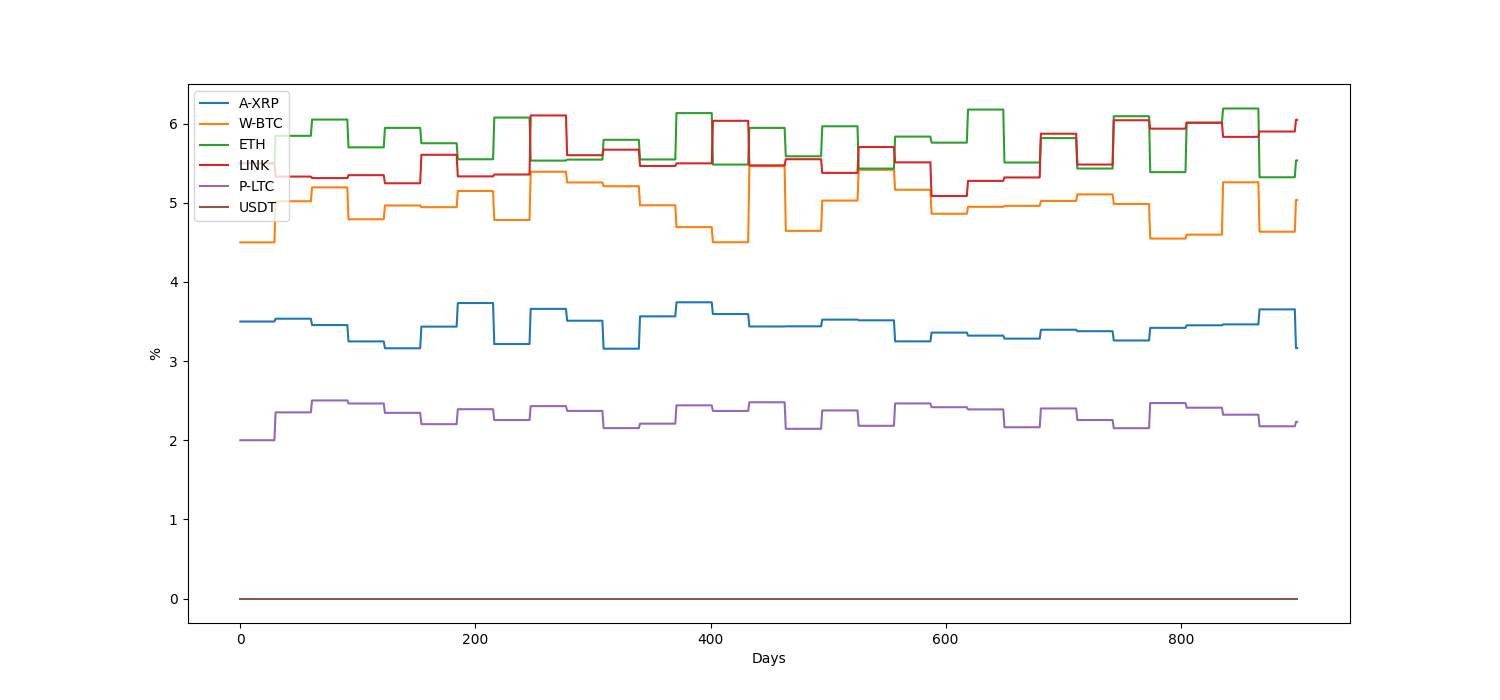 A-XRP
W-BTC
ETH
LINK
P-LTC
USDT
6
5
4
3
2
1
0
%
0 200 400 600 800
Days